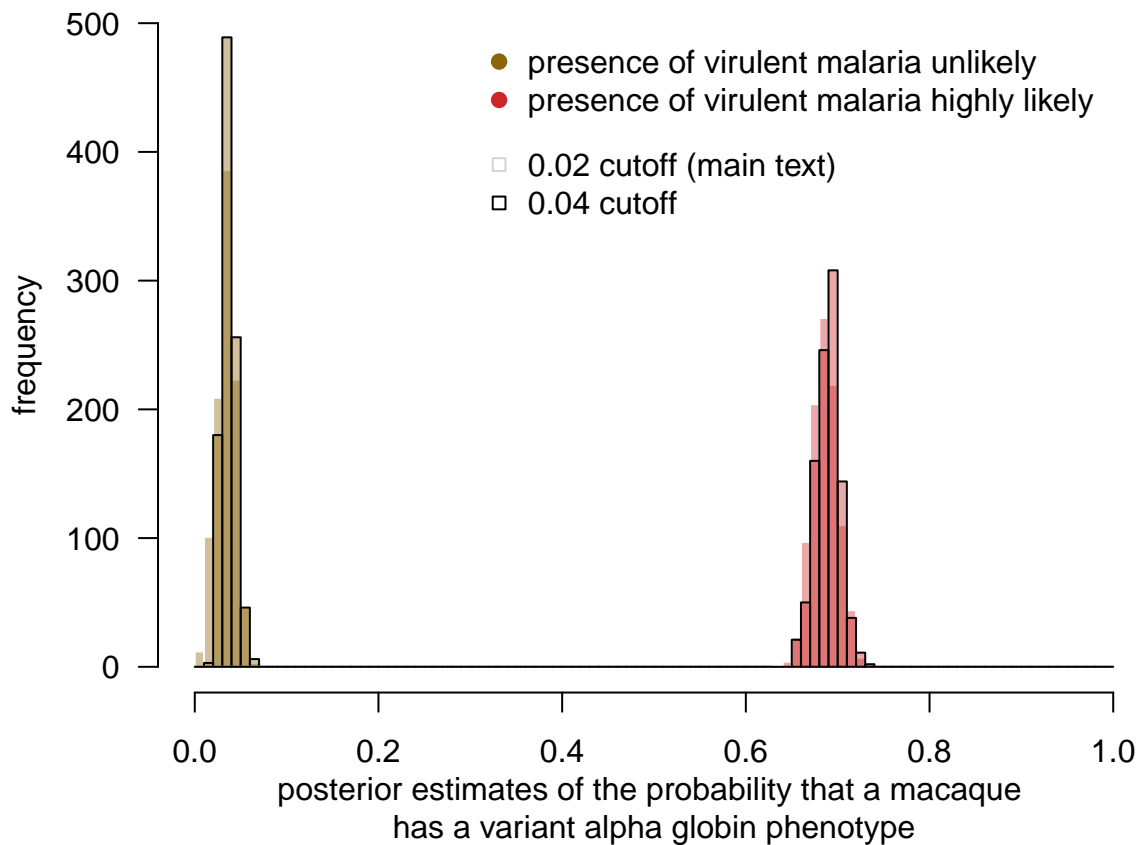 500
400
300
200
100
0
frequency
presence of virulent malaria unlikely
presence of virulent malaria highly likely
0.02 cutoff (main text)
0.04 cutoff
0.0 0.2 0.4 0.6 0.8 1.0
posterior estimates of the probability that a macaque
has a variant alpha globin phenotype